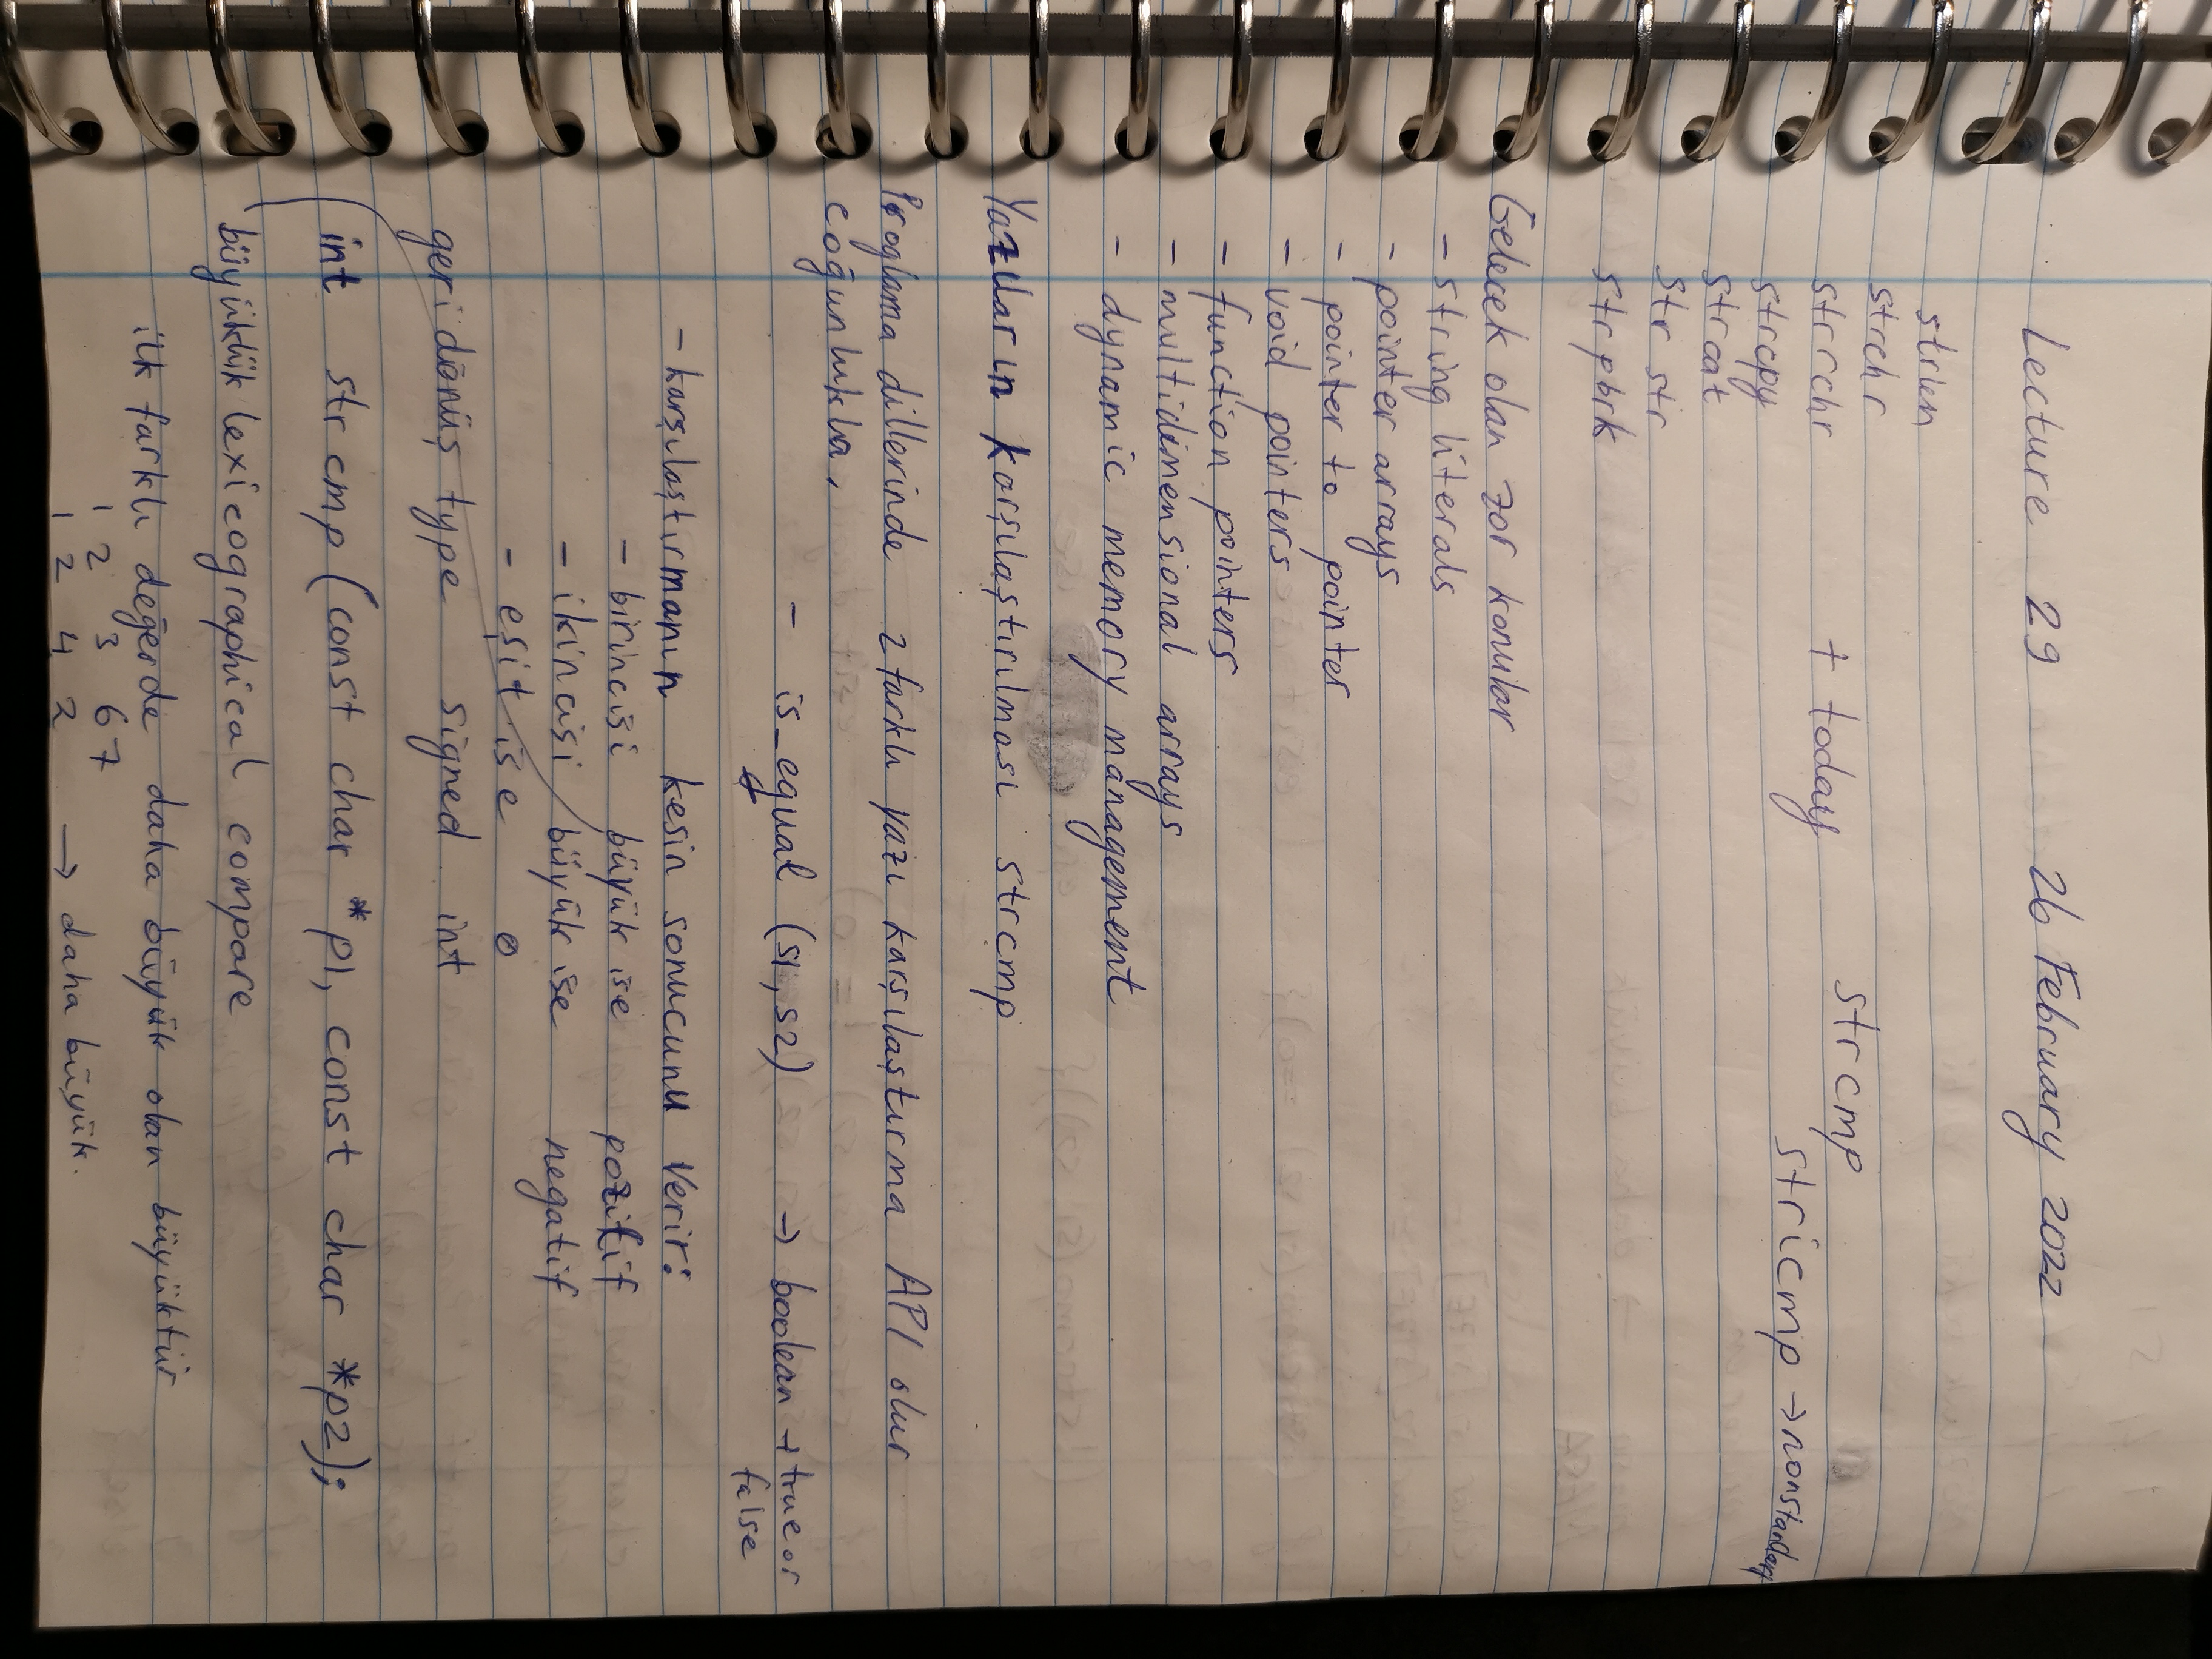 Lecture 29 26 February 2022
strlen
strchr
strrchr + today strcmp
stricmp → nonstandart
strcpy
strcat
str str
strpbrk
Gelecek olan zor konular
- string literals
- pointer arrays
- pointer to pointer
- void pointers
- function pointers
- multidimensional arrays
- dynamic memory management
Yazıların karşılaştırılması strcmp
Proglama dillerinde 2 farklı yazı karşılaştırma API olur
coğunlukla.
- is_equal (s1, s2) → boolean → true or
false
- karşılaştırmanın kesin sonucunu verir:
- birincisi büyük ise pozitif
- ikincisi büyük ise negatif
- eşit ise 0
geri dönüş type signed int
int strcmp (const char *p1, const char *p2);
büyüklük lexicographical compare
ilk farklı değerde daha büyük olan büyüktür
1 2 3 67
1 2 4 2 → daha büyük.